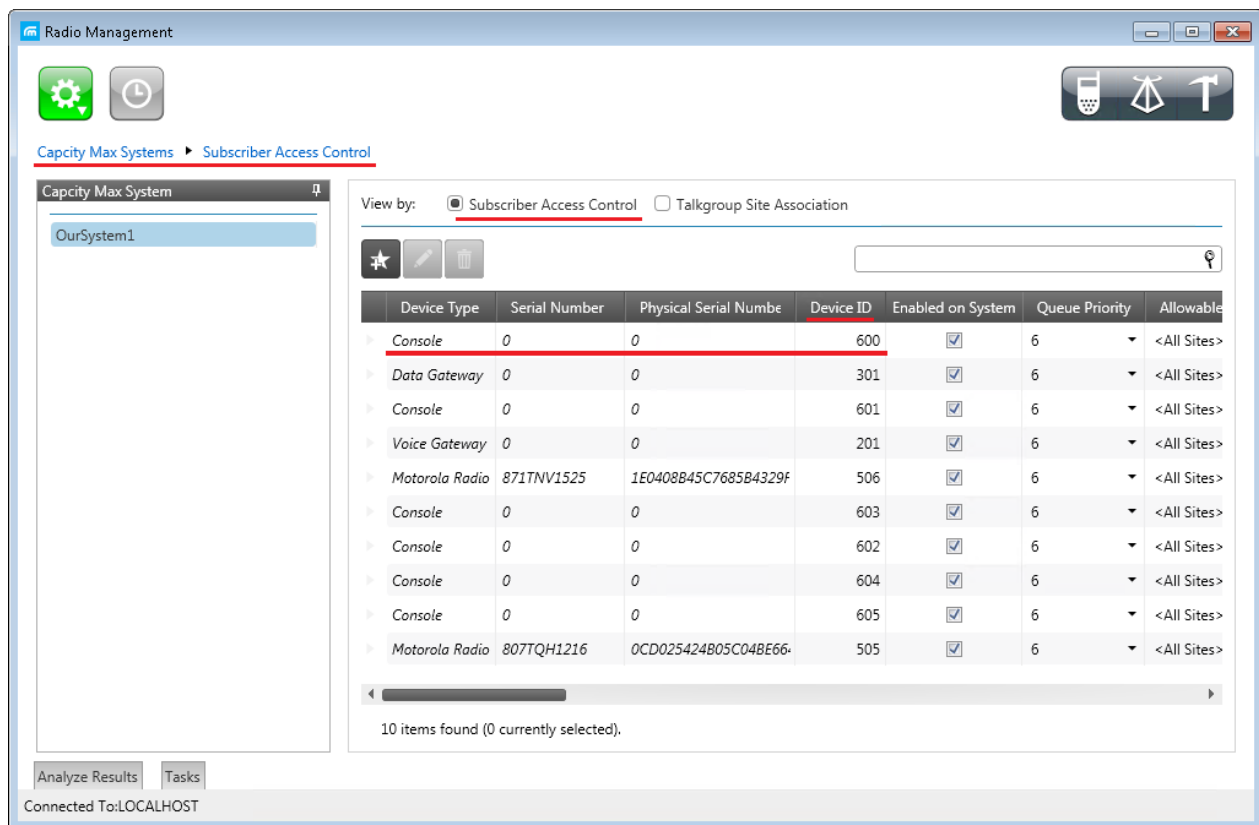 Radio Management
Capcity Max Systems ▶ Subscriber Access Control
Capcity Max System
OurSystem1
View by: Subscriber Access Control Talkgroup Site Association
Device Type Serial Number Physical Serial Numbe Device ID Enabled on System Queue Priority Allowable
Console 0 0 600 6 <All Sites>
Data Gateway 0 0 301 6 <All Sites>
Console 0 0 601 6 <All Sites>
Voice Gateway 0 0 201 6 <All Sites>
Motorola Radio 871TNV1525 1E0408B45C7685B4329F 506 6 <All Sites>
Console 0 0 603 6 <All Sites>
Console 0 0 602 6 <All Sites>
Console 0 0 604 6 <All Sites>
Console 0 0 605 6 <All Sites>
Motorola Radio 807TQH1216 0CD025424B05C04BE664 505 6 <All Sites>
10 items found (0 currently selected).
Analyze Results Tasks
Connected To:LOCALHOST